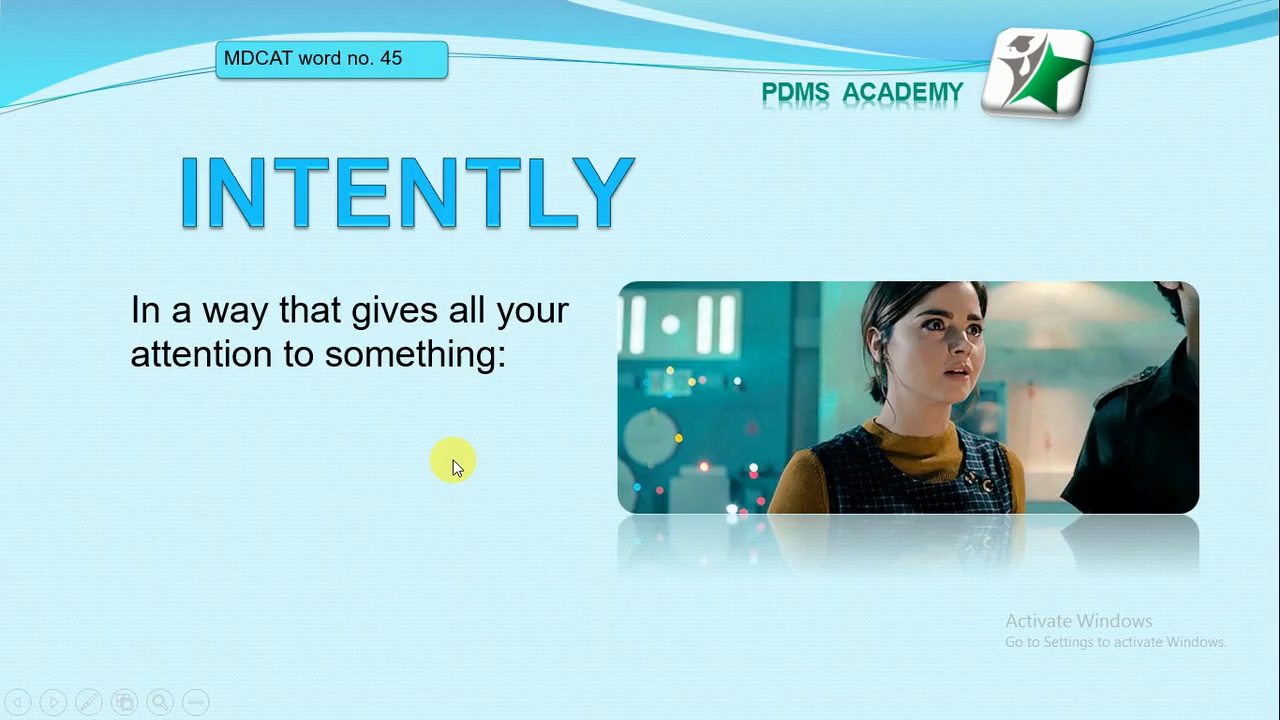 MDCAT word no. 45
PDMS ACADEMY
INTENTLY
In a way that gives all your
attention to something:
Activate Windows
Go to Settings to activate Windows.